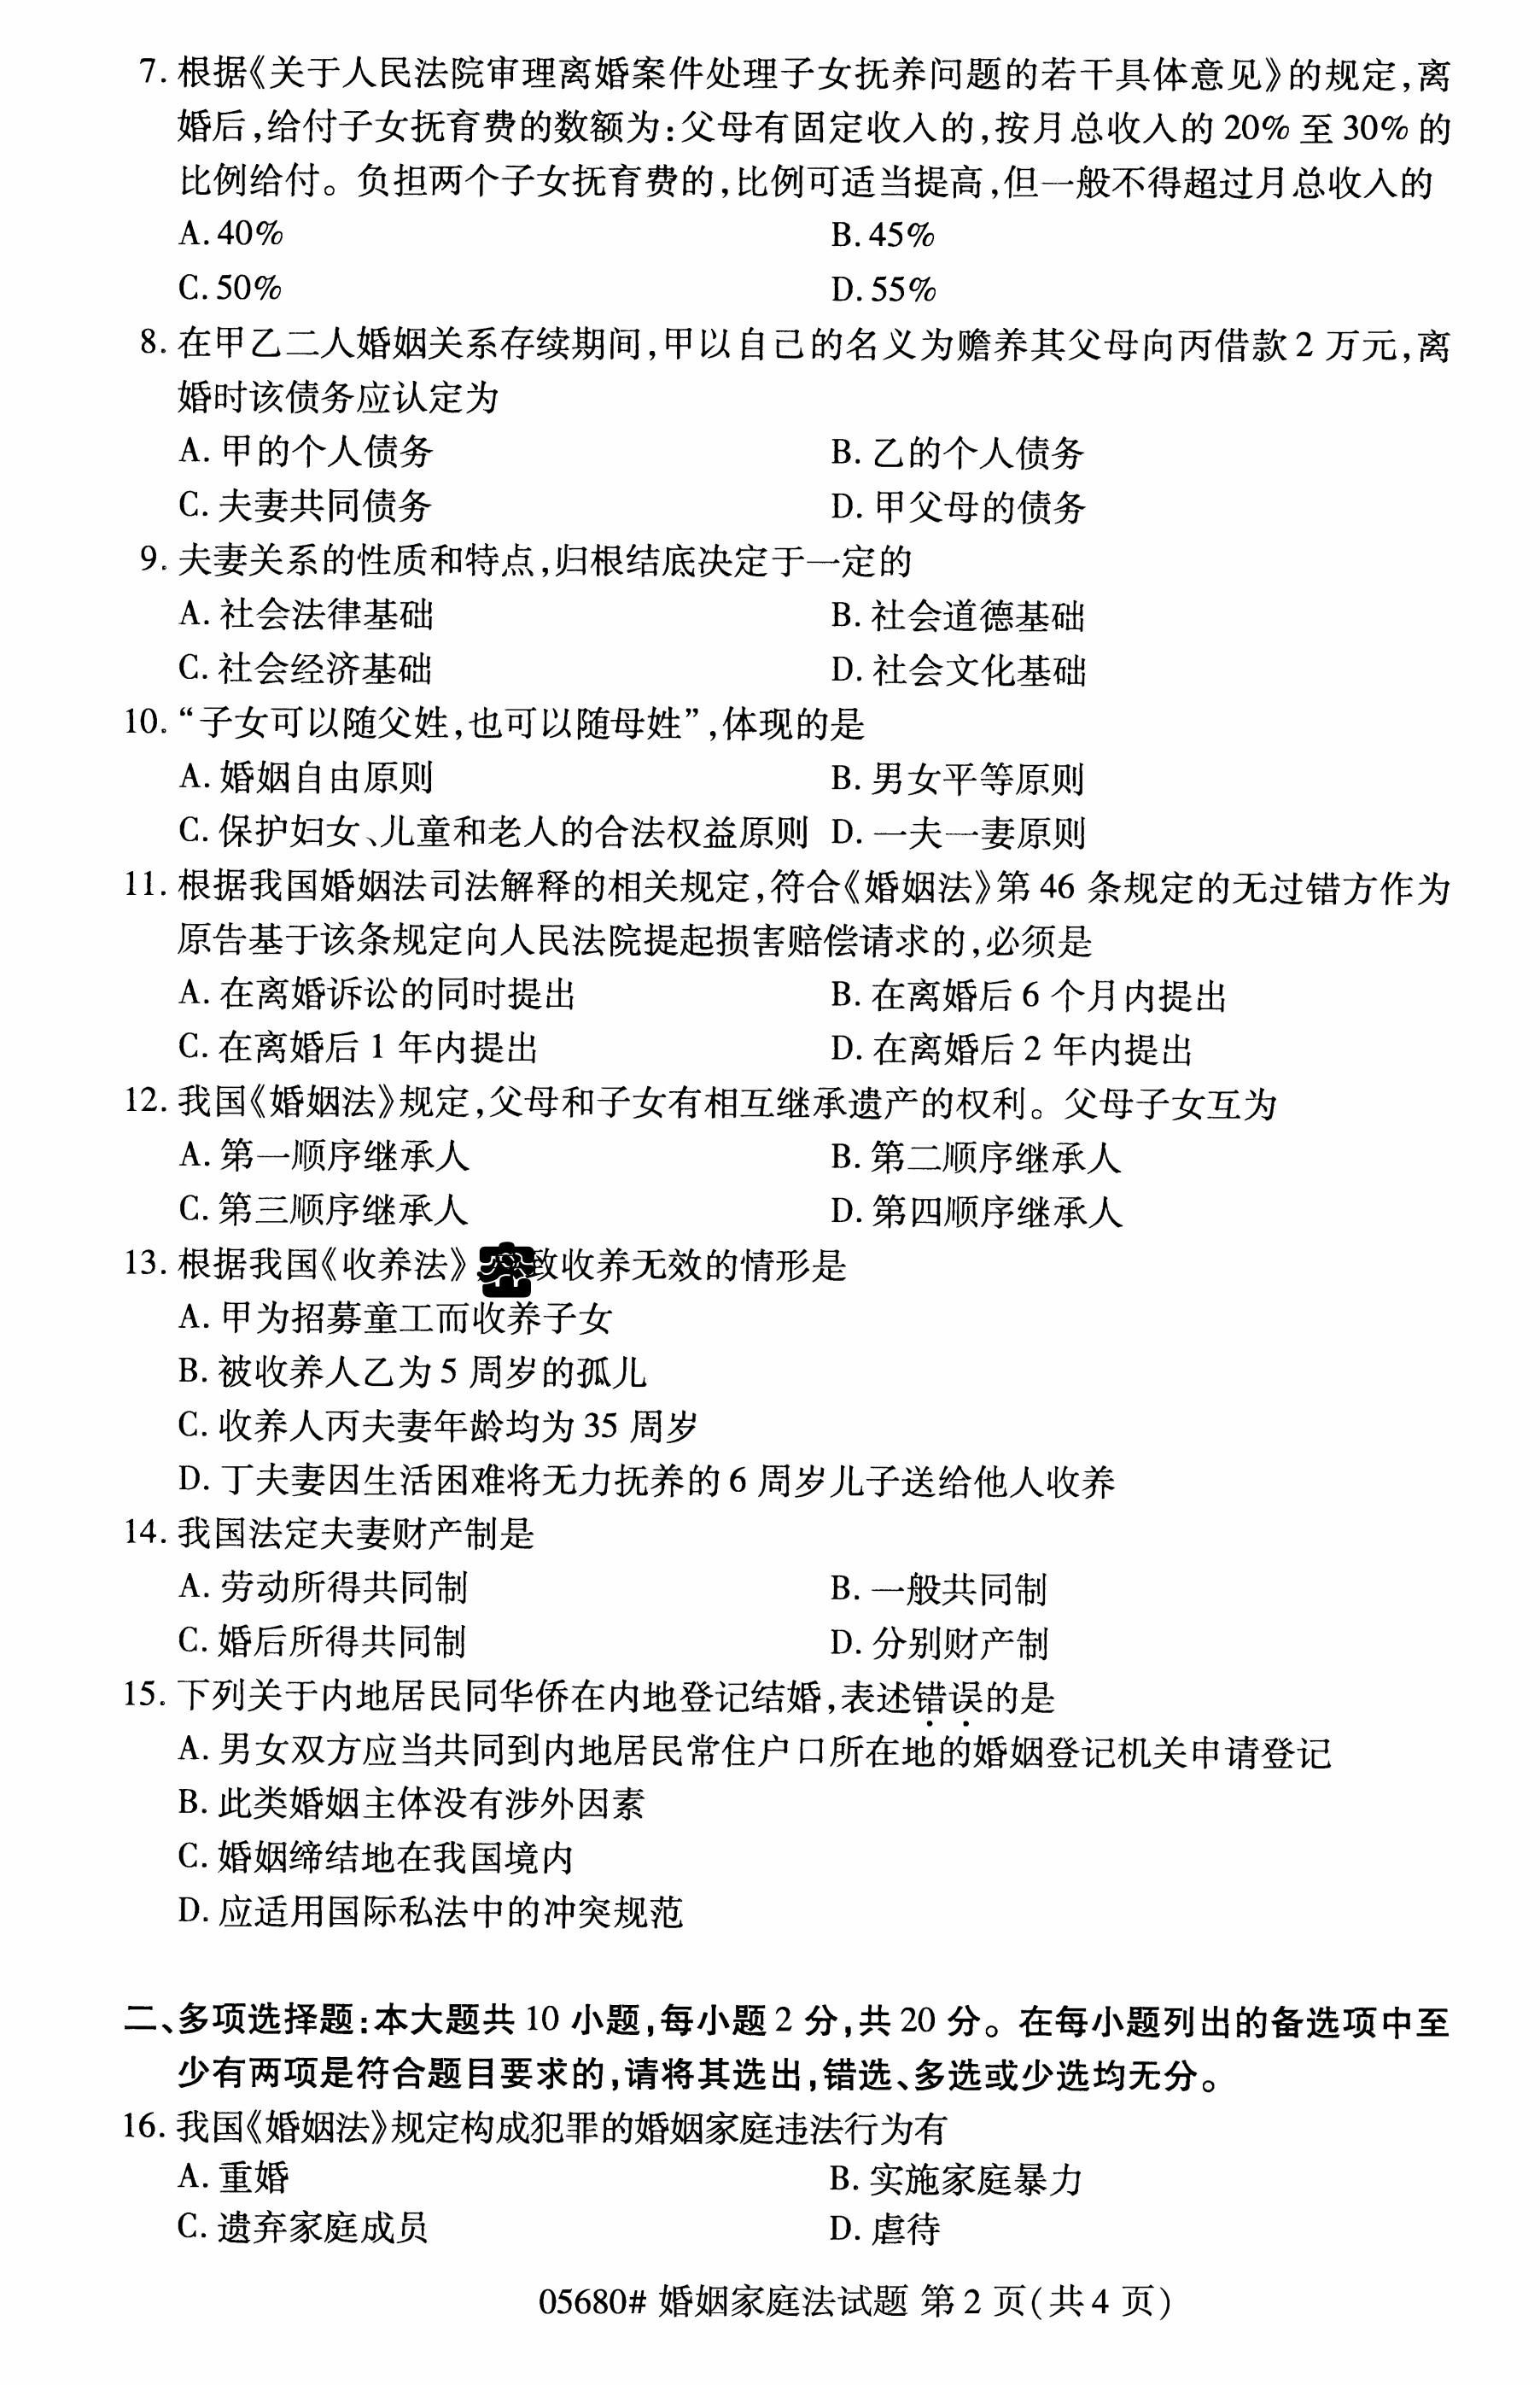 7. 根据《关于人民法院审理离婚案件处理子女抚养问题的若干具体意见》的规定,离
婚后,给付子女抚育费的数额为:父母有固定收入的,按月总收入的 20% 至 30% 的
比例给付。负担两个子女抚育费的,比例可适当提高,但一般不得超过月总收入的
A. 40% B. 45%
C. 50% D. 55%
8. 在甲乙二人婚姻关系存续期间,甲以自己的名义为赡养其父母向丙借款 2 万元,离
婚时该债务应认定为
A. 甲的个人债务 B. 乙的个人债务
C. 夫妻共同债务 D. 甲父母的债务
9. 夫妻关系的性质和特点,归根结底决定于一定的
A. 社会法律基础 B. 社会道德基础
C. 社会经济基础 D. 社会文化基础
10. “子女可以随父姓,也可以随母姓”,体现的是
A. 婚姻自由原则 B. 男女平等原则
C. 保护妇女、儿童和老人的合法权益原则 D. 一夫一妻原则
11. 根据我国婚姻法司法解释的相关规定,符合《婚姻法》第 46 条规定的无过错方作为
原告基于该条规定向人民法院提起损害赔偿请求的,必须是
A. 在离婚诉讼的同时提出 B. 在离婚后 6 个月内提出
C. 在离婚后 1 年内提出 D. 在离婚后 2 年内提出
12. 我国《婚姻法》规定,父母和子女有相互继承遗产的权利。父母子女互为
A. 第一顺序继承人 B. 第二顺序继承人
C. 第三顺序继承人 D. 第四顺序继承人
13. 根据我国《收养法》 致收养无效的情形是
A. 甲为招募童工而收养子女
B. 被收养人乙为 5 周岁的孤儿
C. 收养人丙夫妻年龄均为 35 周岁
D. 丁夫妻因生活困难将无力抚养的 6 周岁儿子送给他人收养
14. 我国法定夫妻财产制是
A. 劳动所得共同制 B. 一般共同制
C. 婚后所得共同制 D. 分别财产制
15. 下列关于内地居民同华侨在内地登记结婚,表述错误的是
A. 男女双方应当共同到内地居民常住户口所在地的婚姻登记机关申请登记
B. 此类婚姻主体没有涉外因素
C. 婚姻缔结地在我国境内
D. 应适用国际私法中的冲突规范
二、多项选择题:本大题共 10 小题,每小题 2 分,共 20 分。在每小题列出的备选项中至
少有两项是符合题目要求的,请将其选出,错选、多选或少选均无分。
16. 我国《婚姻法》规定构成犯罪的婚姻家庭违法行为有
A. 重婚 B. 实施家庭暴力
C. 遗弃家庭成员 D. 虐待
05680# 婚姻家庭法试题 第 2 页(共 4 页)